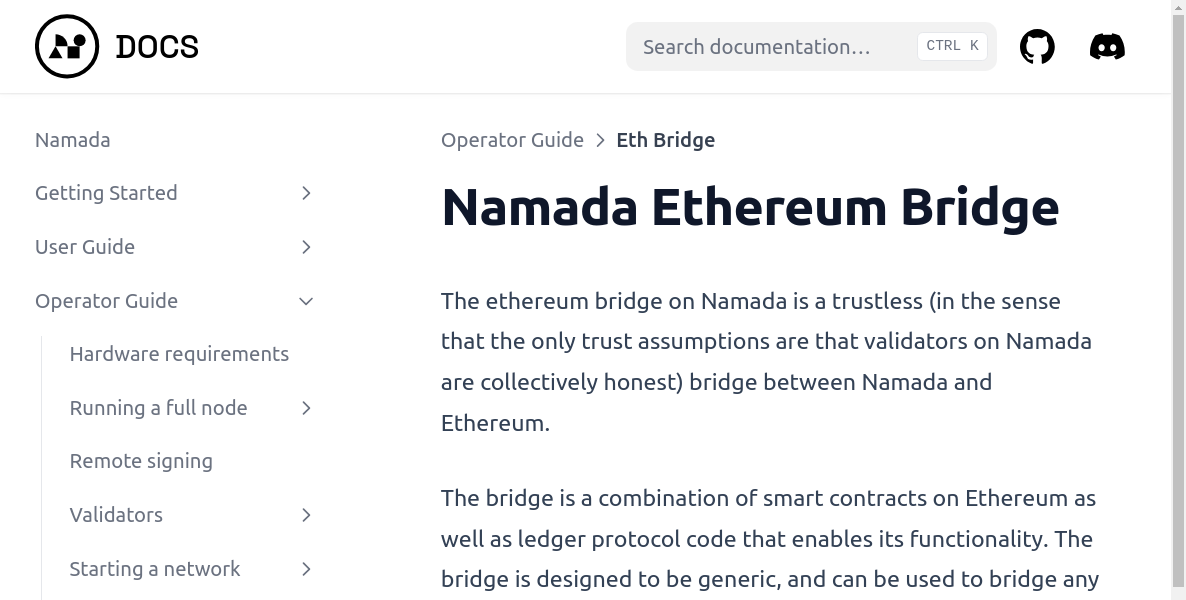 DOCS
Search documentation…
CTRL K
Namada
Getting Started
User Guide
Operator Guide
Hardware requirements
Running a full node
Remote signing
Validators
Starting a network
Operator Guide
Eth Bridge
Namada Ethereum Bridge
The ethereum bridge on Namada is a trustless (in the sense
that the only trust assumptions are that validators on Namada
are collectively honest) bridge between Namada and
Ethereum.
The bridge is a combination of smart contracts on Ethereum as
well as ledger protocol code that enables its functionality. The
bridge is designed to be generic, and can be used to bridge any